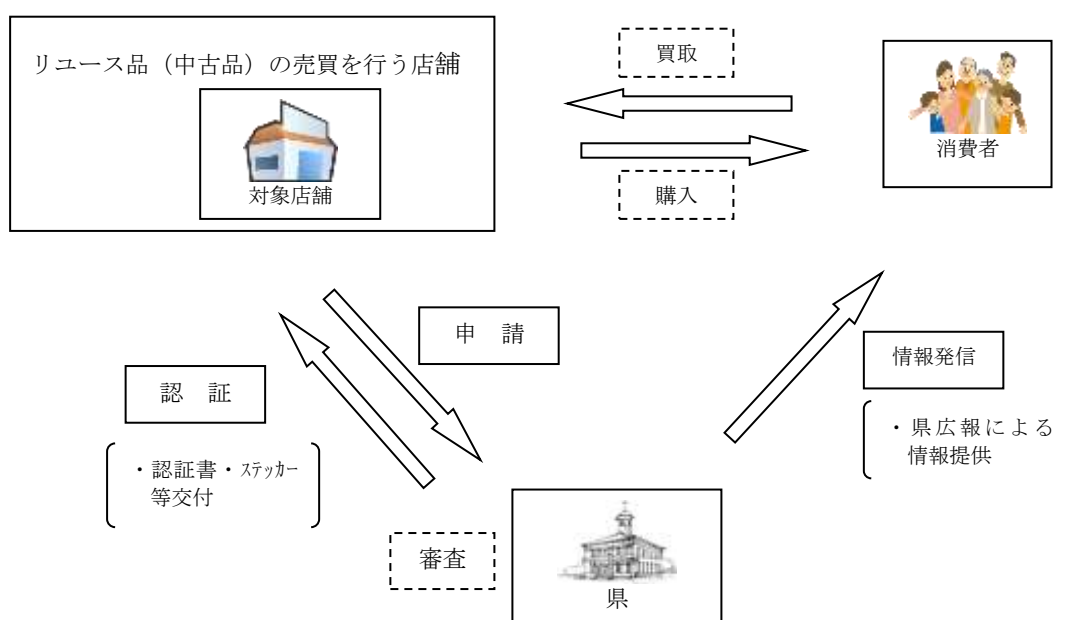 リユース品（中古品）の売買を行う店舗
対象店舗
買取
購入
消費者
申　請
認　証
・認証書・ｽﾃｯｶｰ
等交付
情報発信
・県広報による
情報提供
審査
県